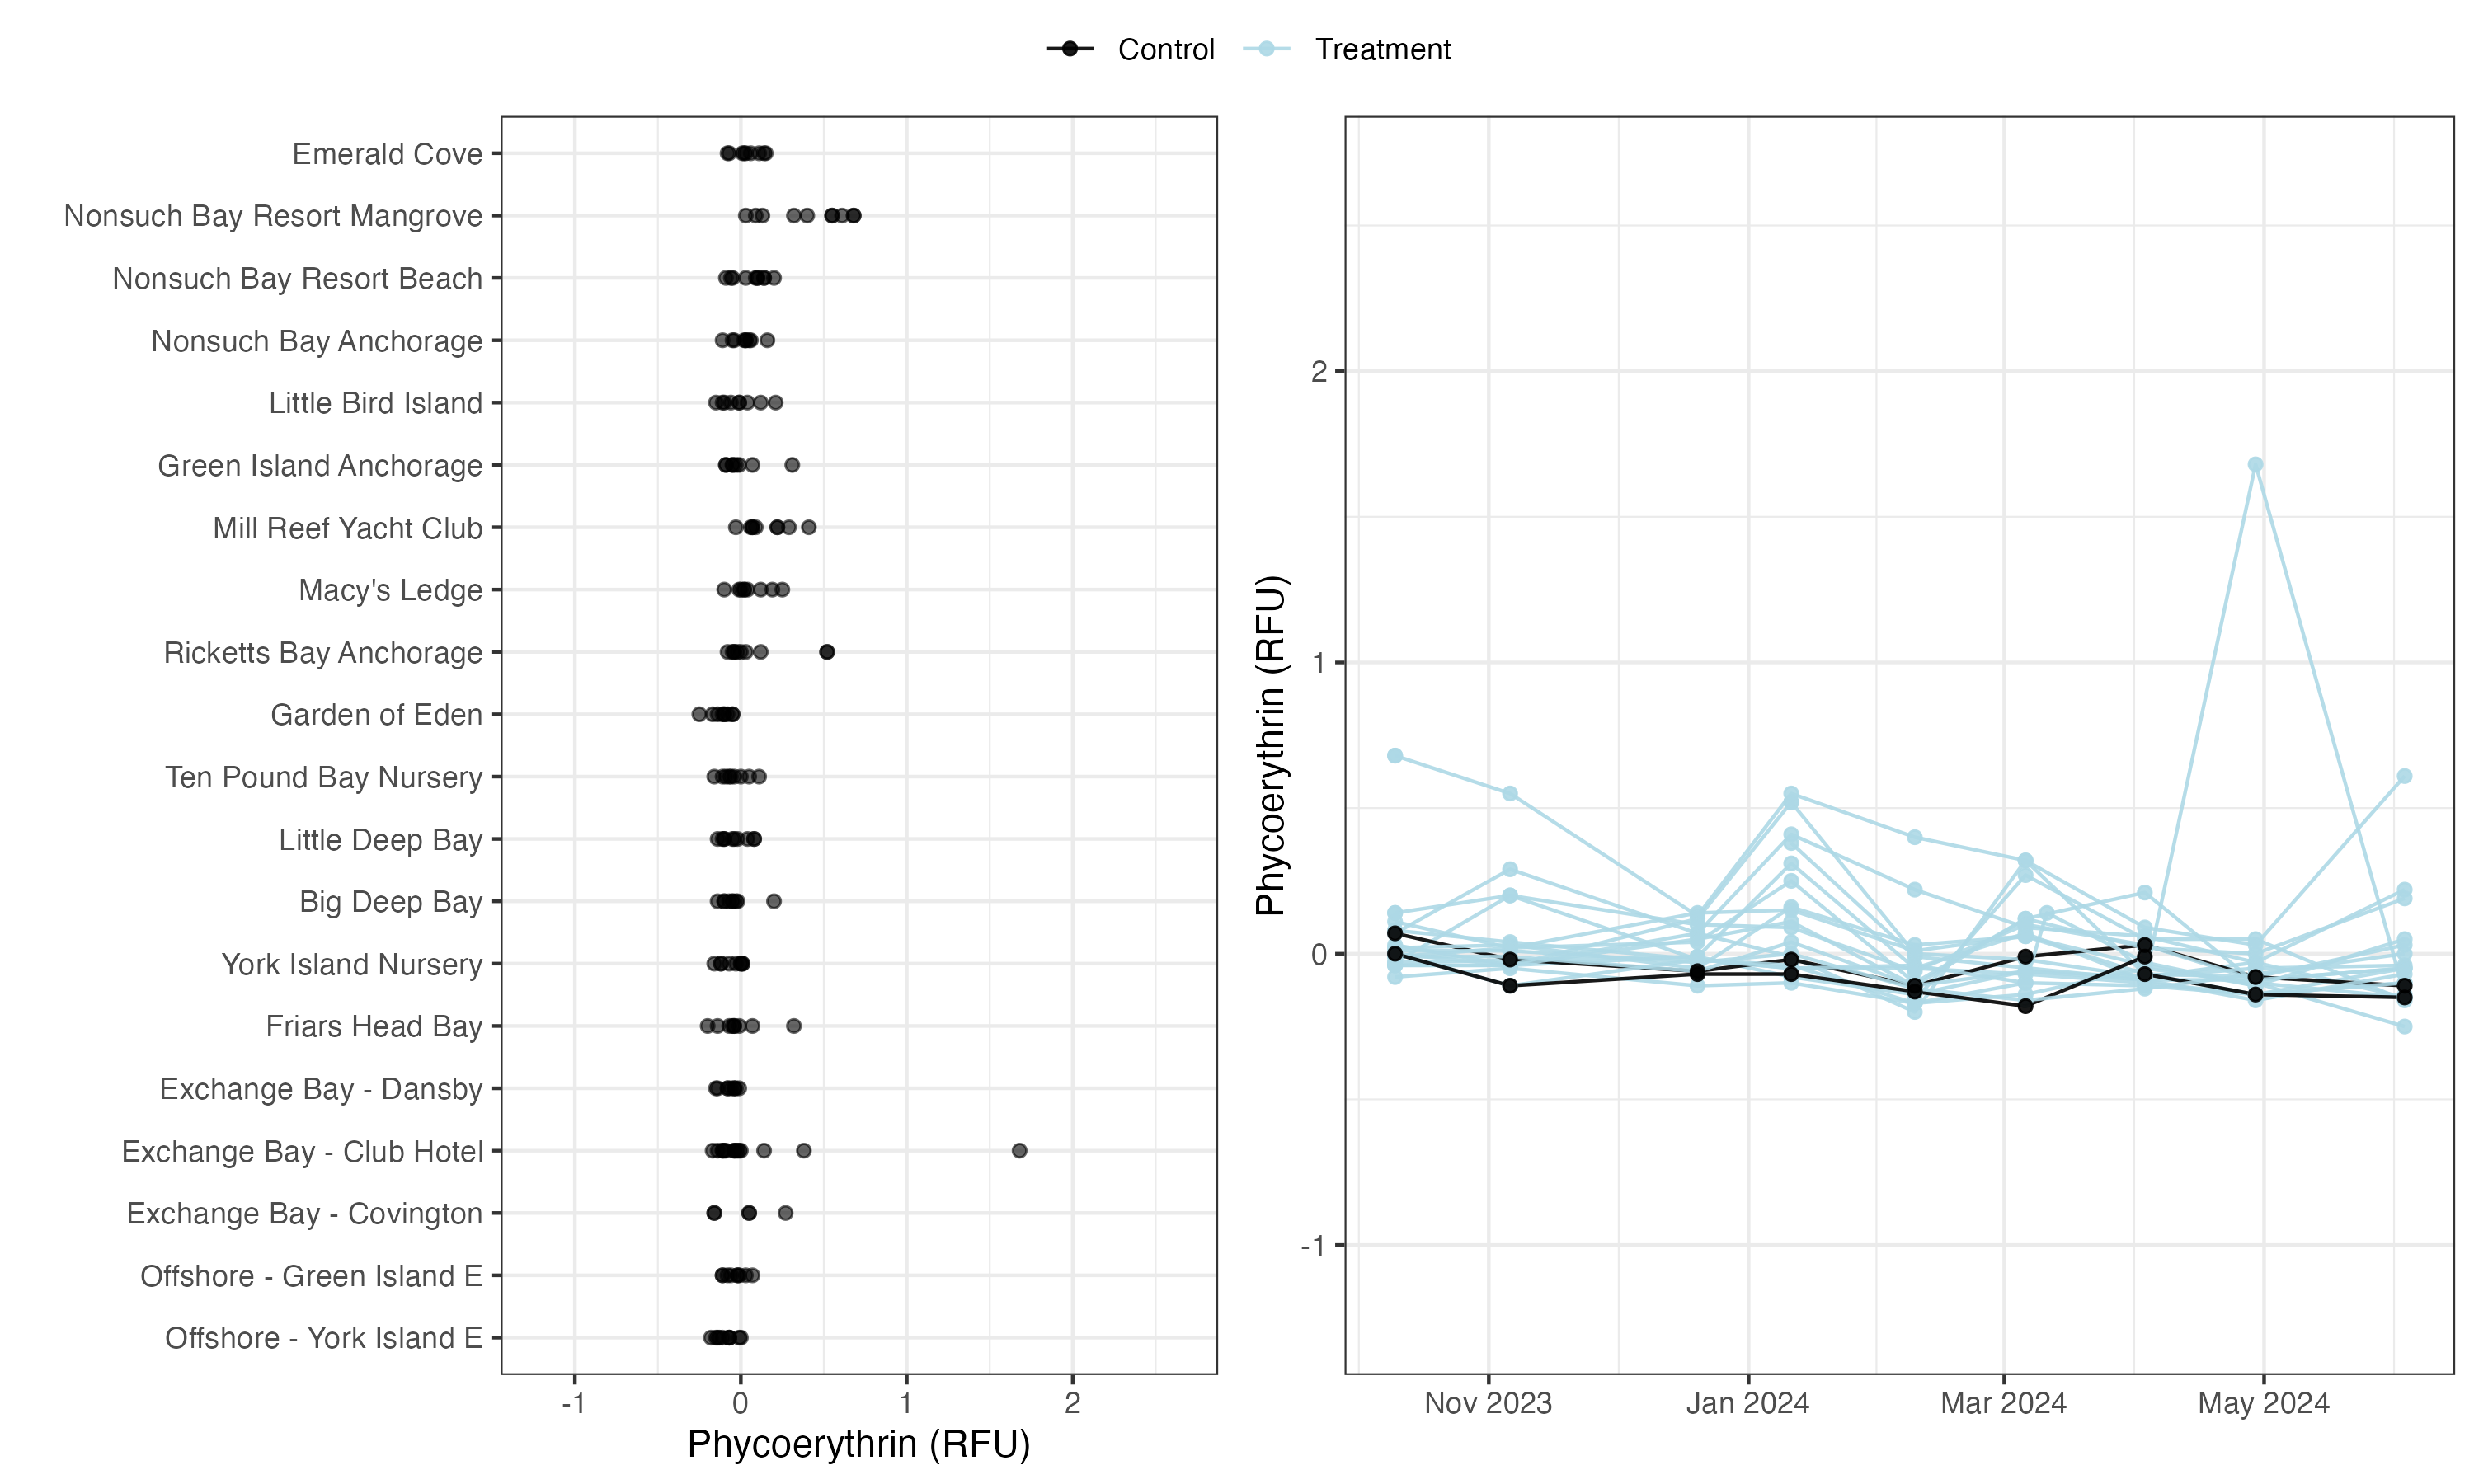 Control Treatment
Emerald Cove
Nonsuch Bay Resort Mangrove
Nonsuch Bay Resort Beach
Nonsuch Bay Anchorage
Little Bird Island
Green Island Anchorage
Mill Reef Yacht Club
Macy's Ledge
Ricketts Bay Anchorage
Garden of Eden
Ten Pound Bay Nursery
Little Deep Bay
Big Deep Bay
York Island Nursery
Friars Head Bay
Exchange Bay - Dansby
Exchange Bay - Club Hotel
Exchange Bay - Covington
Offshore - Green Island E
Offshore - York Island E
-1 0 1 2
Phycoerythrin (RFU)
Phycoerythrin (RFU)
2
1
0
-1
Nov 2023 Jan 2024 Mar 2024 May 2024